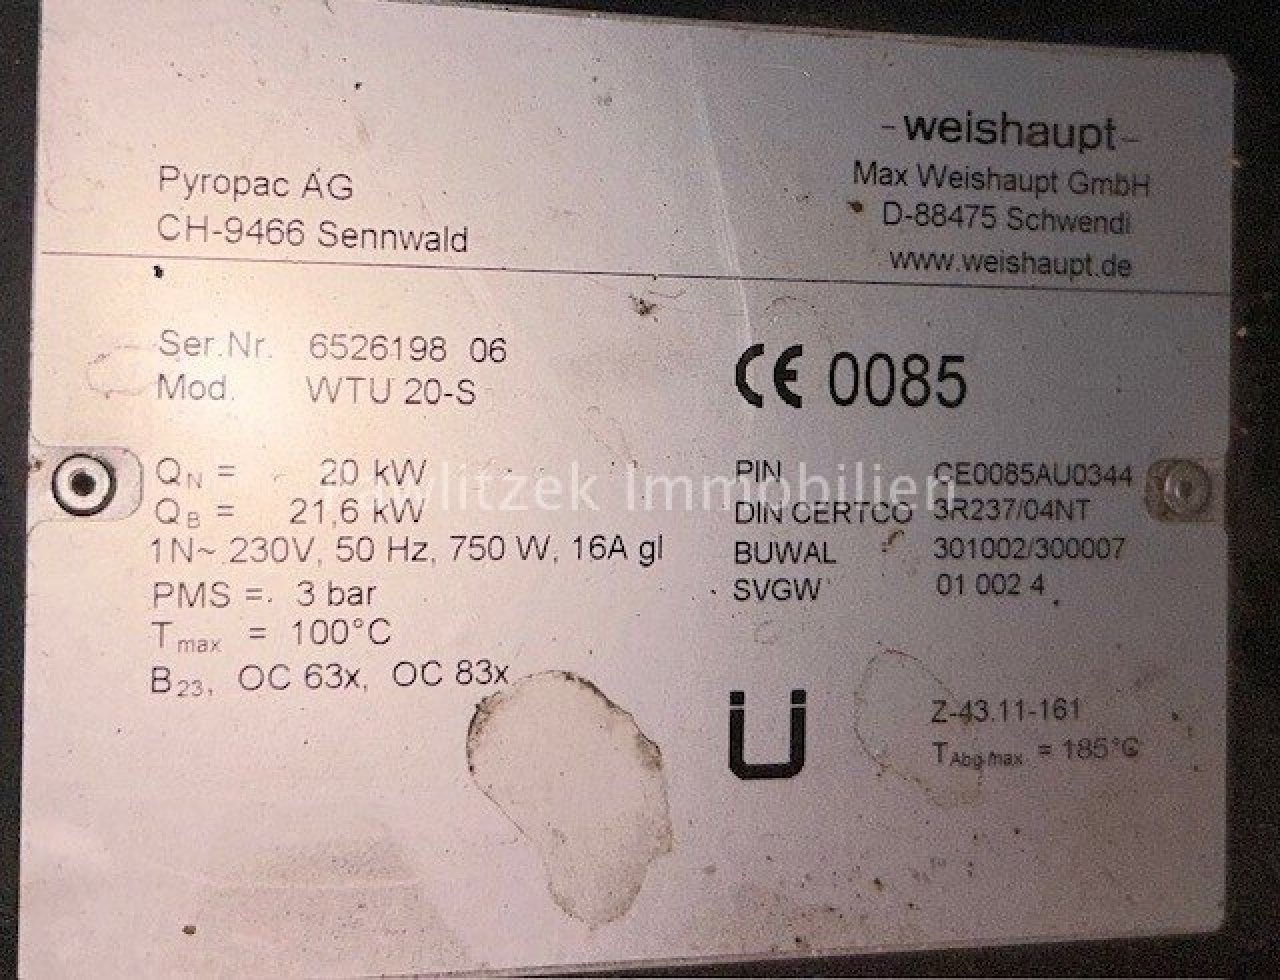 -weishaupt-
Pyropac AG
CH-9466 Sennwald
Max Weishaupt GmbH
D-88475 Schwendi
www.weishaupt.de
Ser.Nr. 6526198 06
Mod. WTU 20-S
CE 0085
QN = 20 kW
QB = 21,6 kW
1N~ 230V, 50 Hz, 750 W, 16A gl
PMS = 3 bar
Tmax = 100°C
B23, OC 63x, OC 83x
PIN CE0085AU0344
DIN CERTCO 3R237/04NT
BUWAL 301002/300007
SVGW 01 002 4
Ü
Z-43.11-161
TAbg.max = 185°C
Immobilien